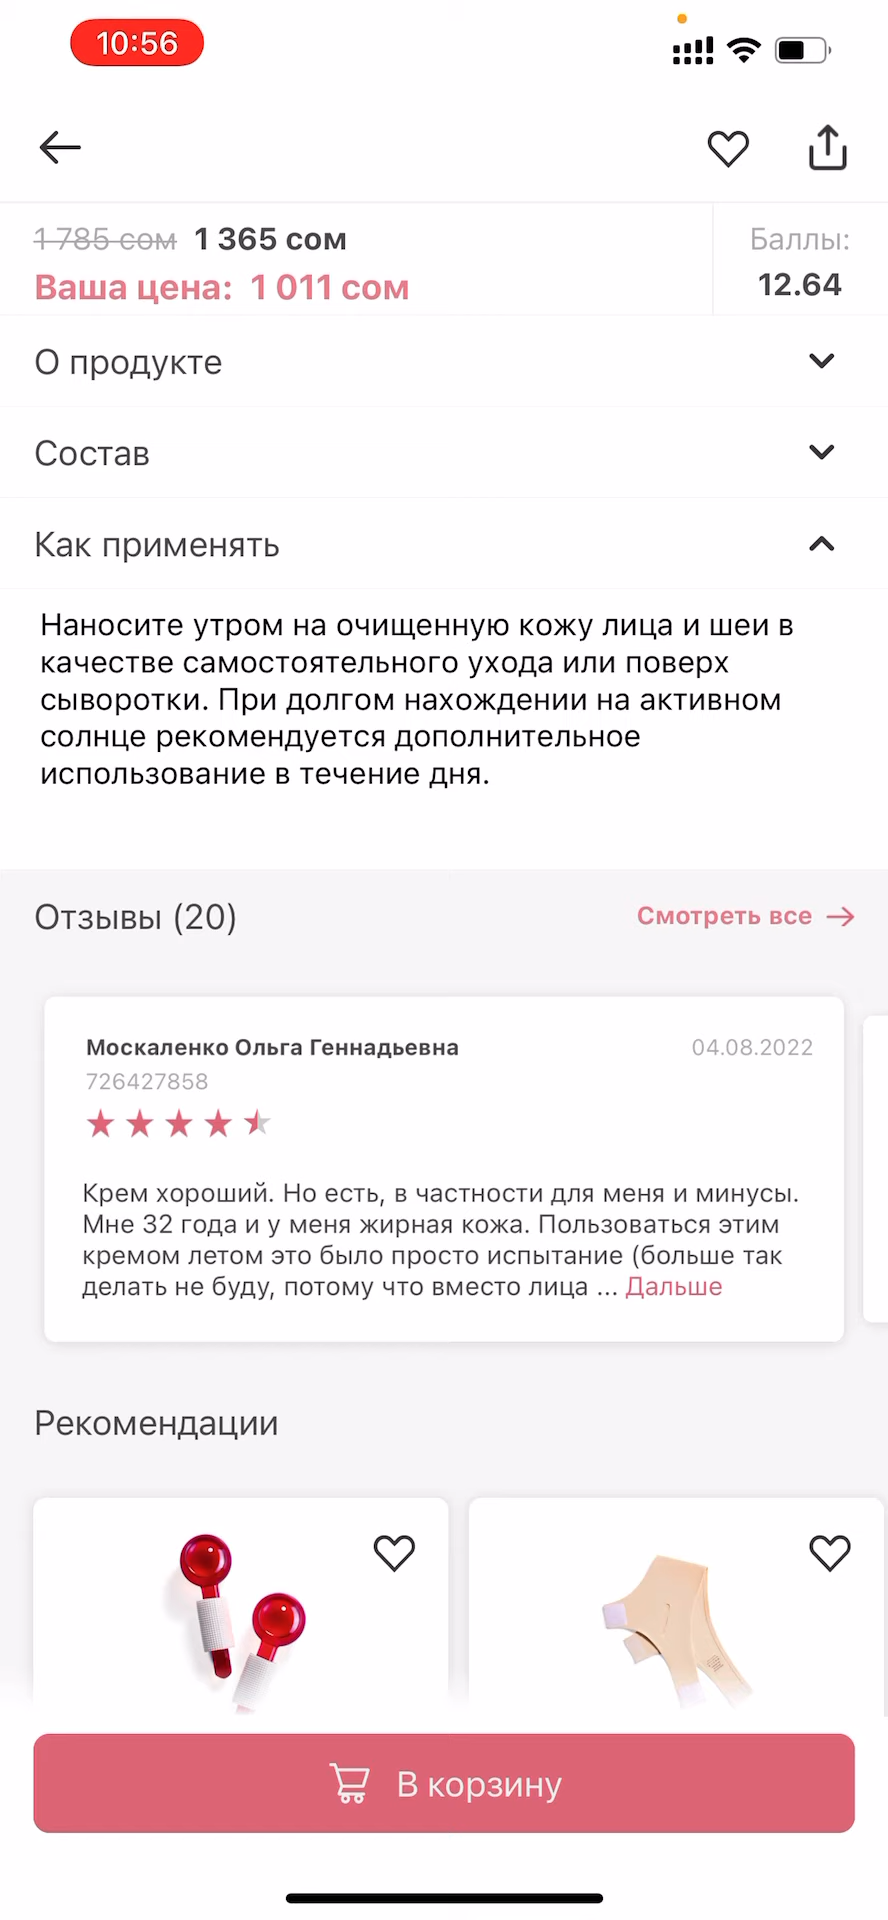 10:56
1 785 сом 1 365 сом
Ваша цена: 1 011 сом
Баллы:
12.64
О продукте
Состав
Как применять
Наносите утром на очищенную кожу лица и шеи в
качестве самостоятельного ухода или поверх
сыворотки. При долгом нахождении на активном
солнце рекомендуется дополнительное
использование в течение дня.
Отзывы (20)
Смотреть все
Москаленко Ольга Геннадьевна
04.08.2022
726427858
Крем хороший. Но есть, в частности для меня и минусы.
Мне 32 года и у меня жирная кожа. Пользоваться этим
кремом летом это было просто испытание (больше так
делать не буду, потому что вместо лица ... Дальше
Рекомендации
В корзину